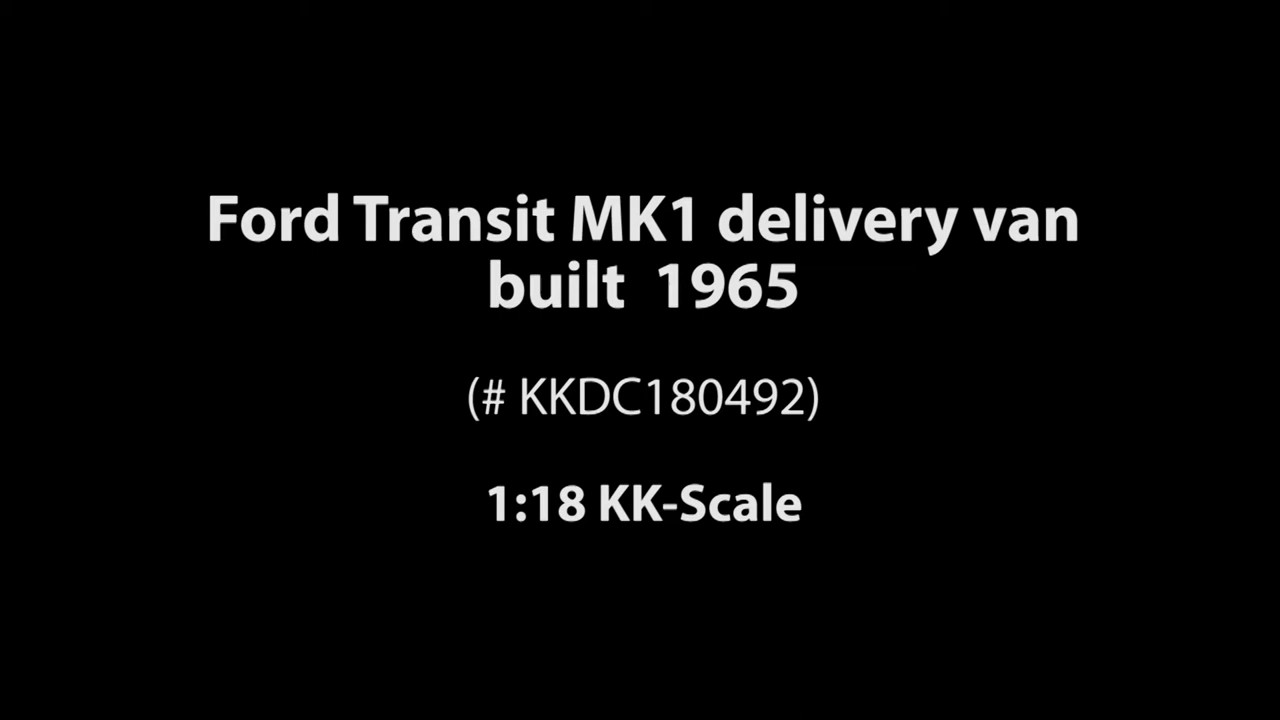 Ford Transit MK1 delivery van
built  1965
(# KKDC180492)
1:18 KK-Scale